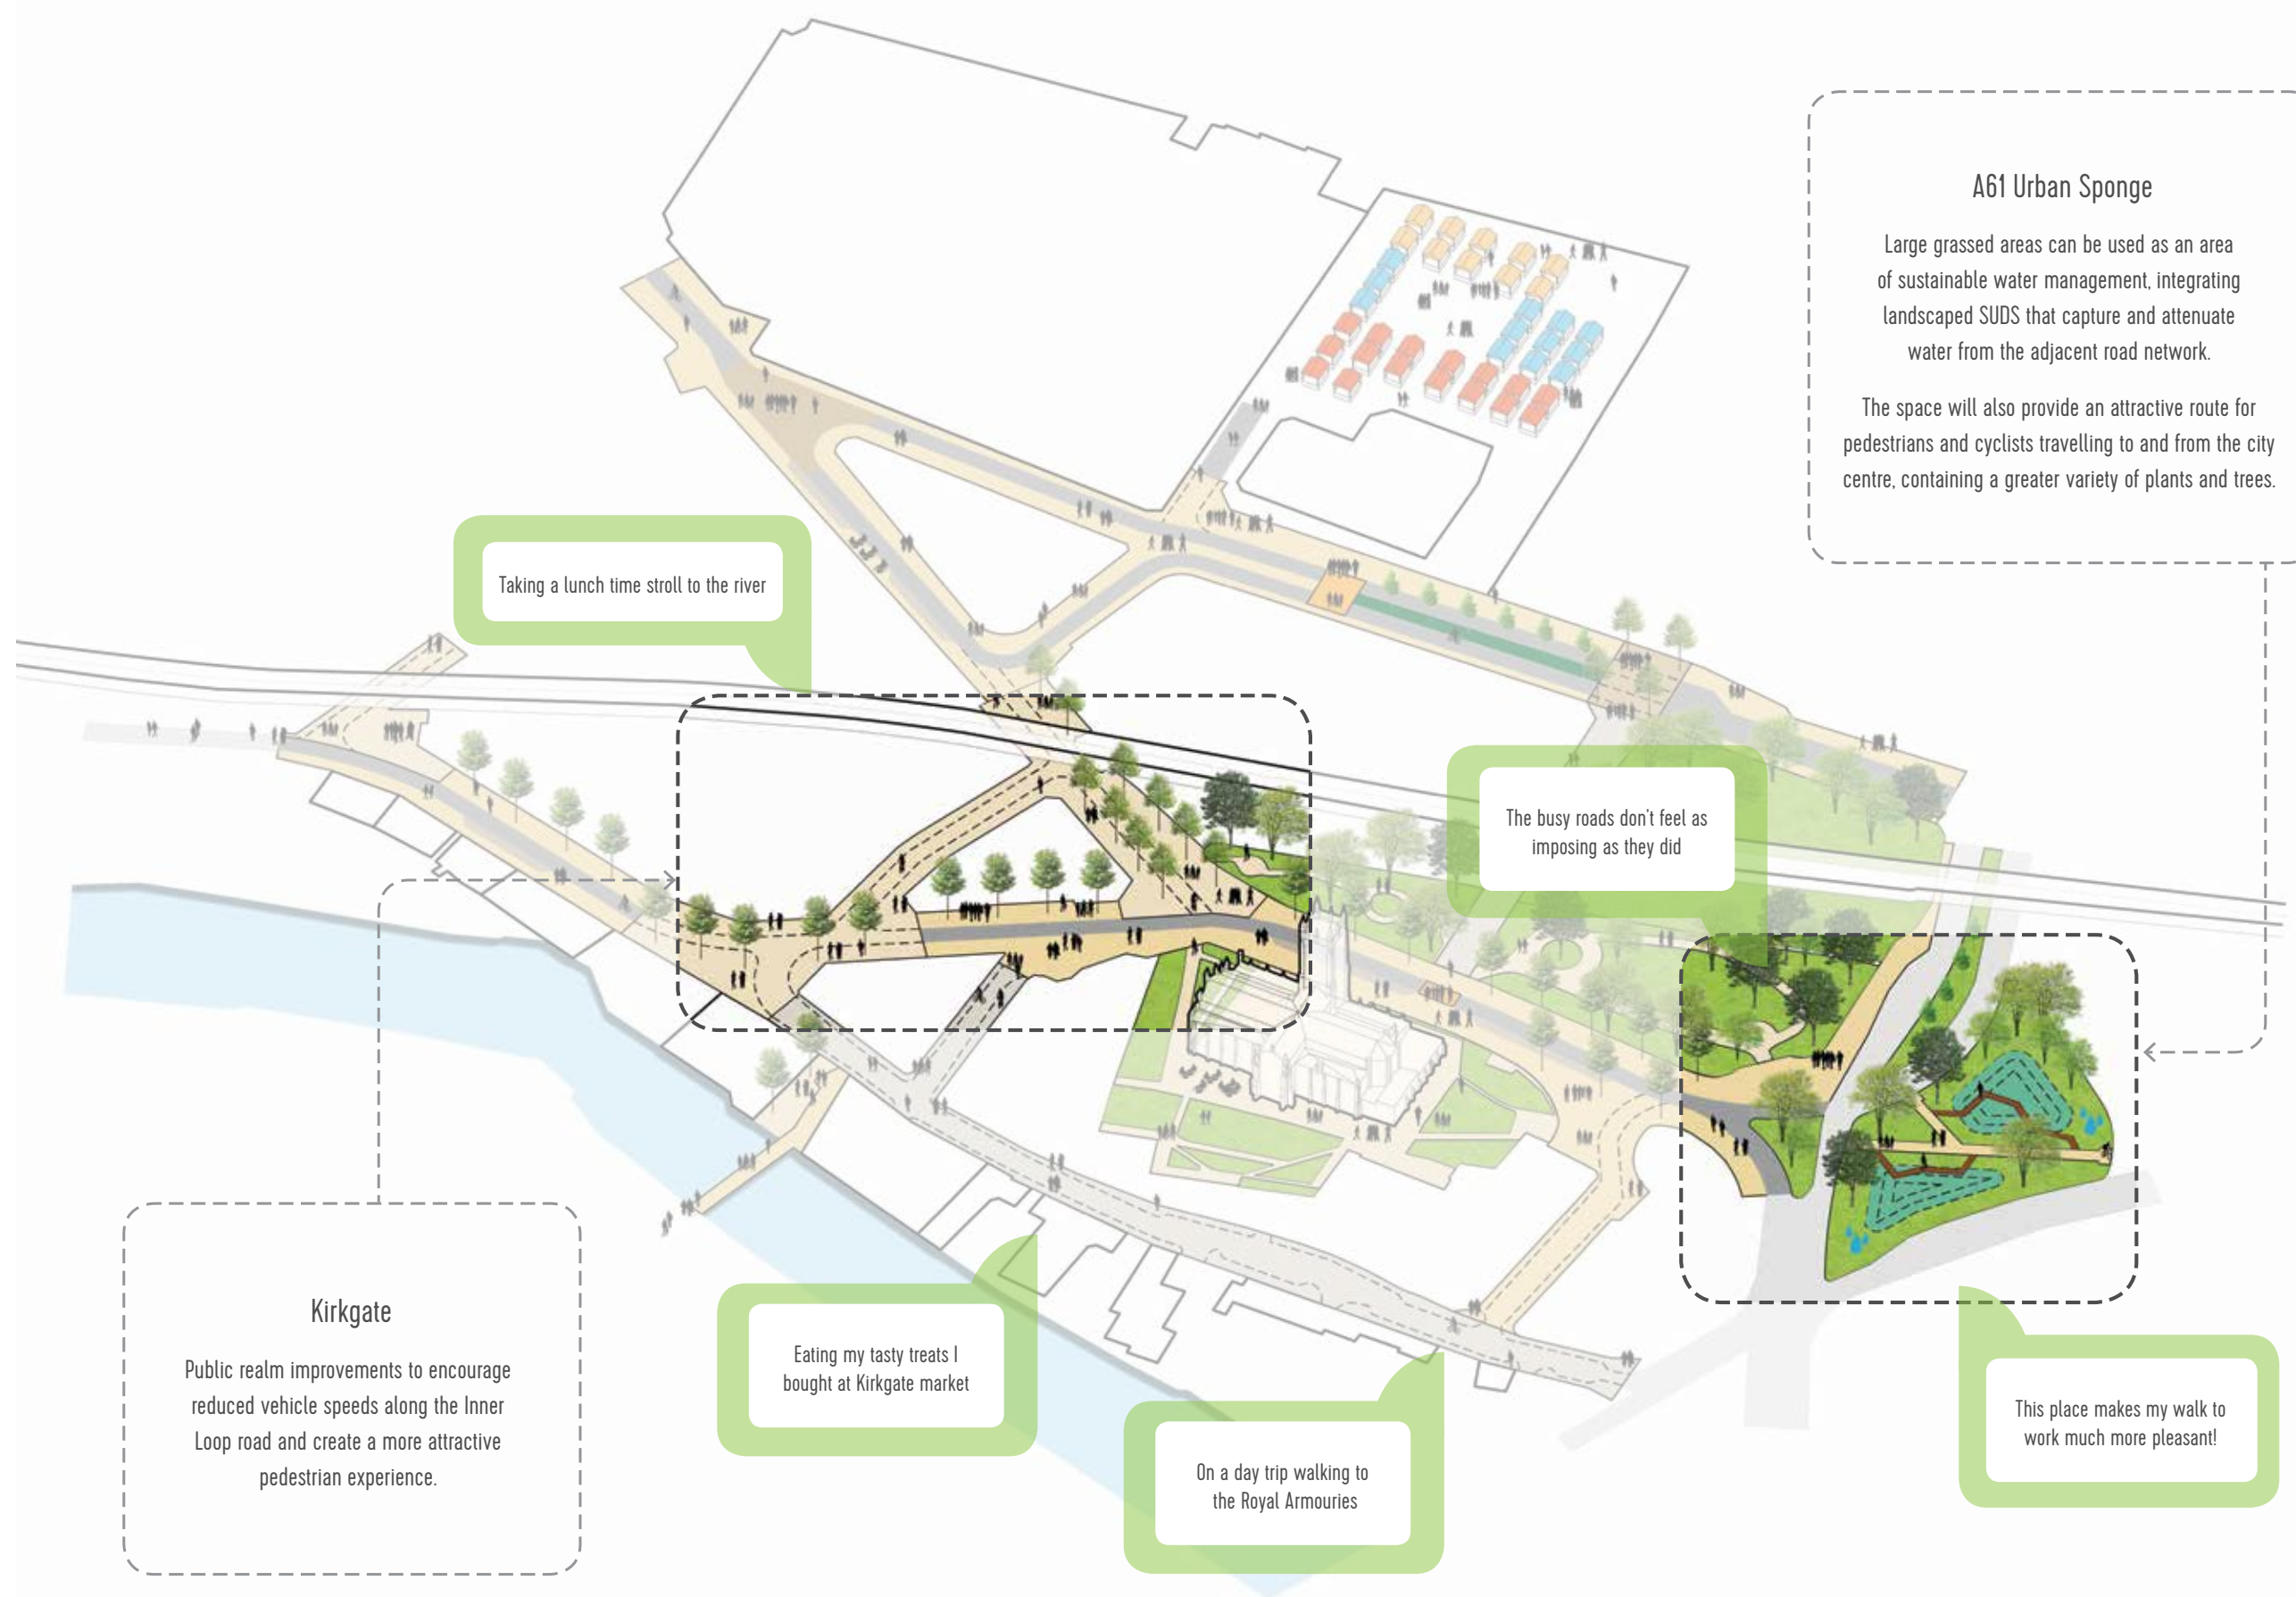 A61 Urban Sponge
Large grassed areas can be used as an area
of sustainable water management, integrating
landscaped SUDS that capture and attenuate
water from the adjacent road network.
The space will also provide an attractive route for
pedestrians and cyclists travelling to and from the city
centre, containing a greater variety of plants and trees.
Taking a lunch time stroll to the river
The busy roads don't feel as
imposing as they did
Kirkgate
Public realm improvements to encourage
reduced vehicle speeds along the Inner
Loop road and create a more attractive
pedestrian experience.
Eating my tasty treats I
bought at Kirkgate market
On a day trip walking to
the Royal Armouries
This place makes my walk to
work much more pleasant!